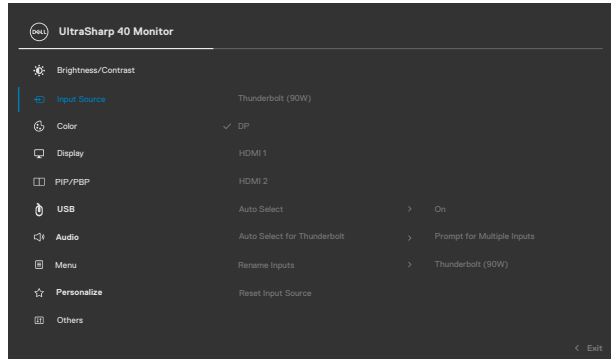 DELL UltraSharp 40 Monitor
Brightness/Contrast
Input Source Thunderbolt (90W)
Color DP
Display HDMI 1
PIP/PBP HDMI 2
USB Auto Select On
Audio Auto Select for Thunderbolt Prompt for Multiple Inputs
Menu Rename Inputs Thunderbolt (90W)
Personalize Reset Input Source
Others
Exit